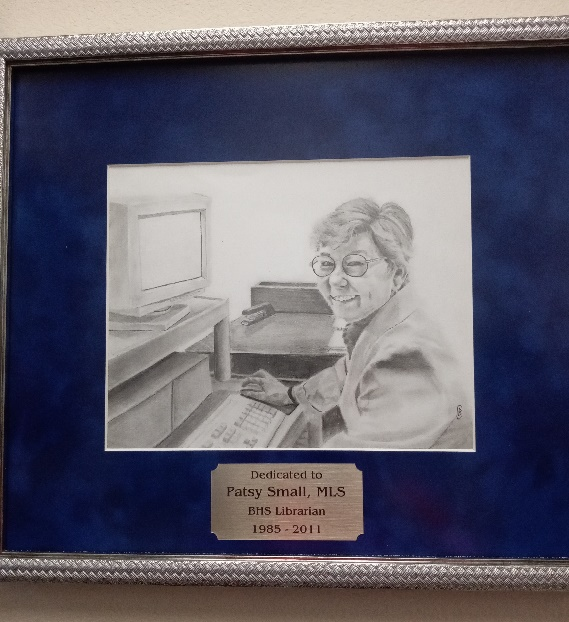 Dedicated to
Patsy Small, MLS
BHS Librarian
1985 - 2011